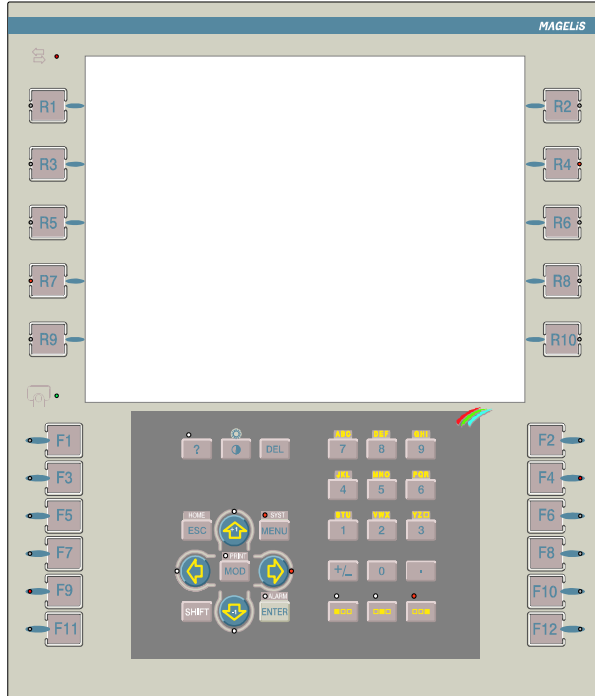 MAGELiS
R1 R2
R3 R4
R5 R6
R7 R8
R9 R10
F1 F2
F3 F4
F5 F6
F7 F8
F9 F10
F11 F12
ABC DEF GHI
? DEL 7 8 9
JKL MNO PQR
4 5 6
HOME SYST STU VWX YZ
ESC +1 MENU 1 2 3
PRINT
MOD +/_ 0 .
ALARM
SHIFT -1 ENTER